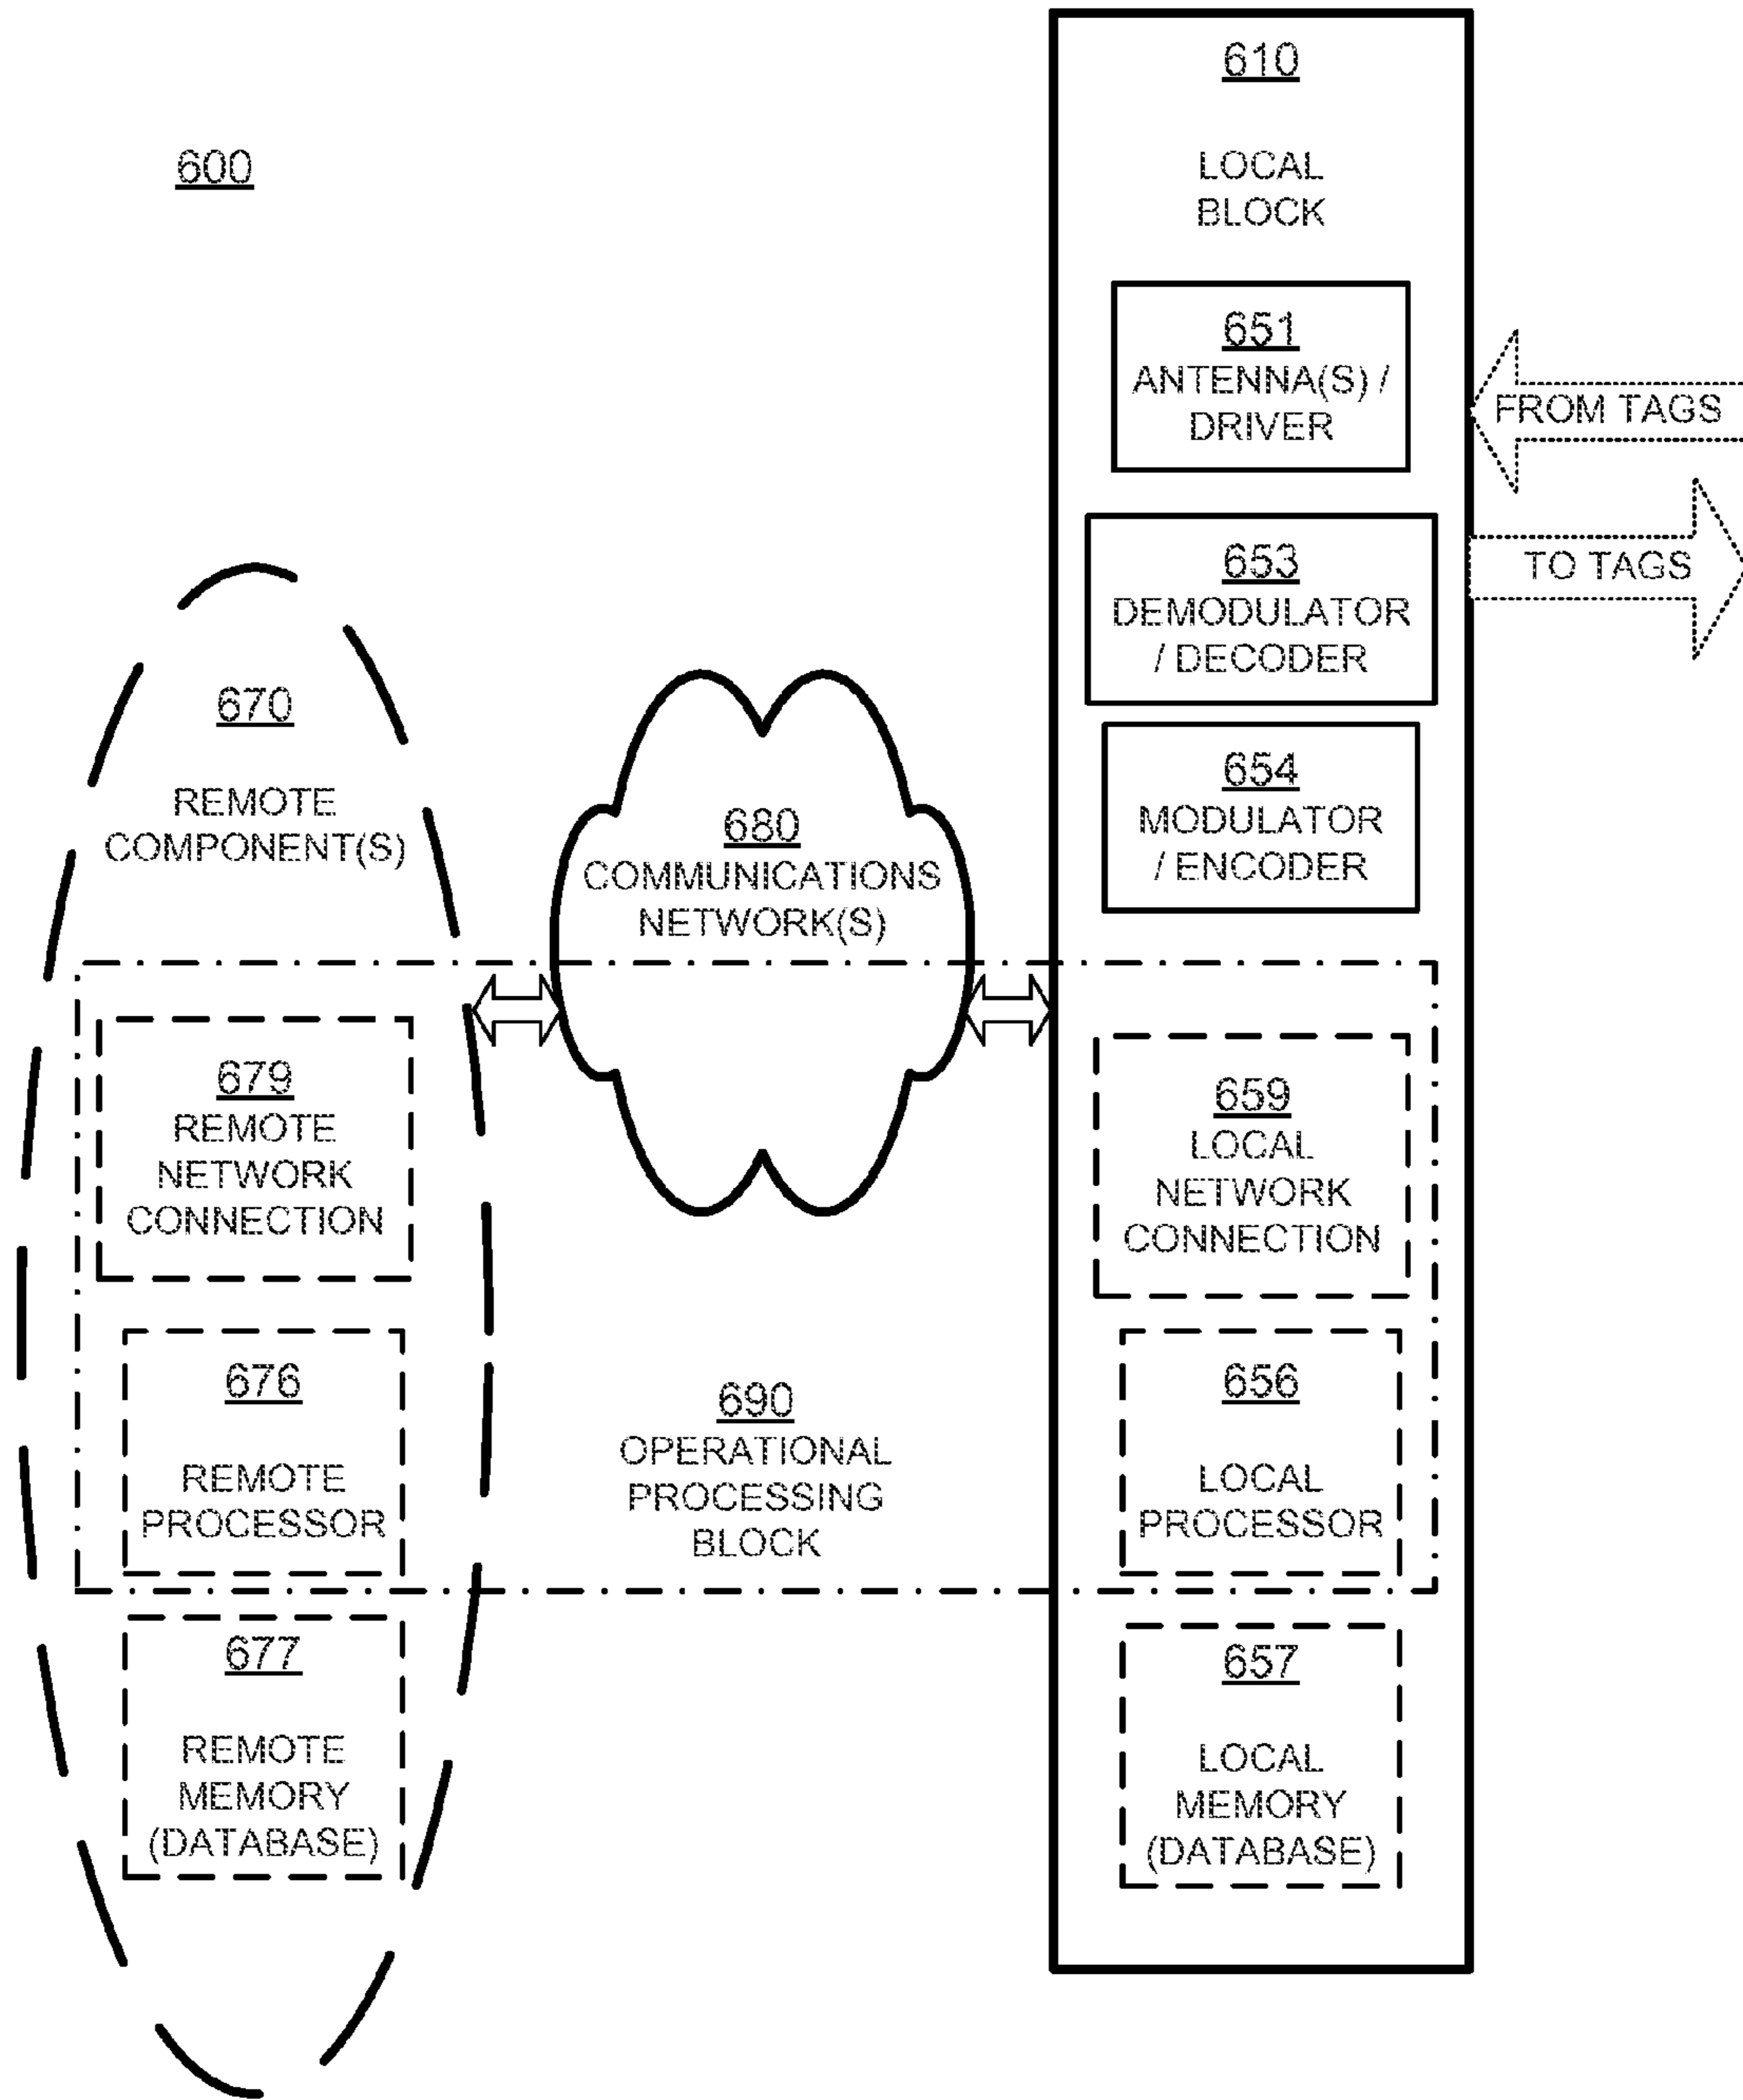 600
610
LOCAL
BLOCK
651
ANTENNA(S) /
DRIVER
FROM TAGS
653
DEMODULATOR
/ DECODER
TO TAGS
654
MODULATOR
/ ENCODER
670
REMOTE
COMPONENT(S)
680
COMMUNICATIONS
NETWORK(S)
679
REMOTE
NETWORK
CONNECTION
659
LOCAL
NETWORK
CONNECTION
676
REMOTE
PROCESSOR
690
OPERATIONAL
PROCESSING
BLOCK
656
LOCAL
PROCESSOR
677
REMOTE
MEMORY
(DATABASE)
657
LOCAL
MEMORY
(DATABASE)